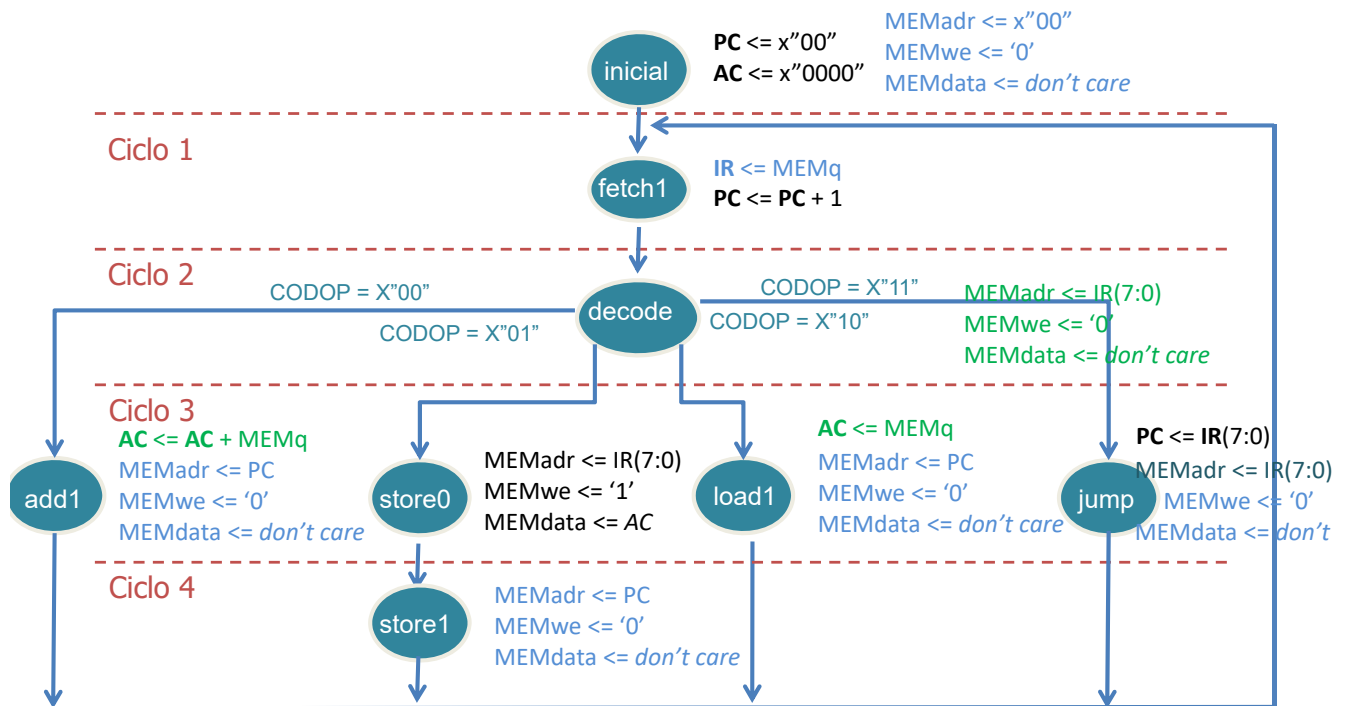 inicial
PC <= x”00”
AC <= x”0000”
MEMadr <= x”00”
MEMwe <= ‘0’
MEMdata <= don’t care
Ciclo 1
fetch1
IR <= MEMq
PC <= PC + 1
Ciclo 2
decode
CODOP = X”00”
CODOP = X”01”
CODOP = X”11”
CODOP = X”10”
MEMadr <= IR(7:0)
MEMwe <= ‘0’
MEMdata <= don’t care
Ciclo 3
add1
AC <= AC + MEMq
MEMadr <= PC
MEMwe <= ‘0’
MEMdata <= don’t care
store0
MEMadr <= IR(7:0)
MEMwe <= ‘1’
MEMdata <= AC
load1
AC <= MEMq
MEMadr <= PC
MEMwe <= ‘0’
MEMdata <= don’t care
jump
PC <= IR(7:0)
MEMadr <= IR(7:0)
MEMwe <= ‘0’
MEMdata <= don’t
Ciclo 4
store1
MEMadr <= PC
MEMwe <= ‘0’
MEMdata <= don’t care